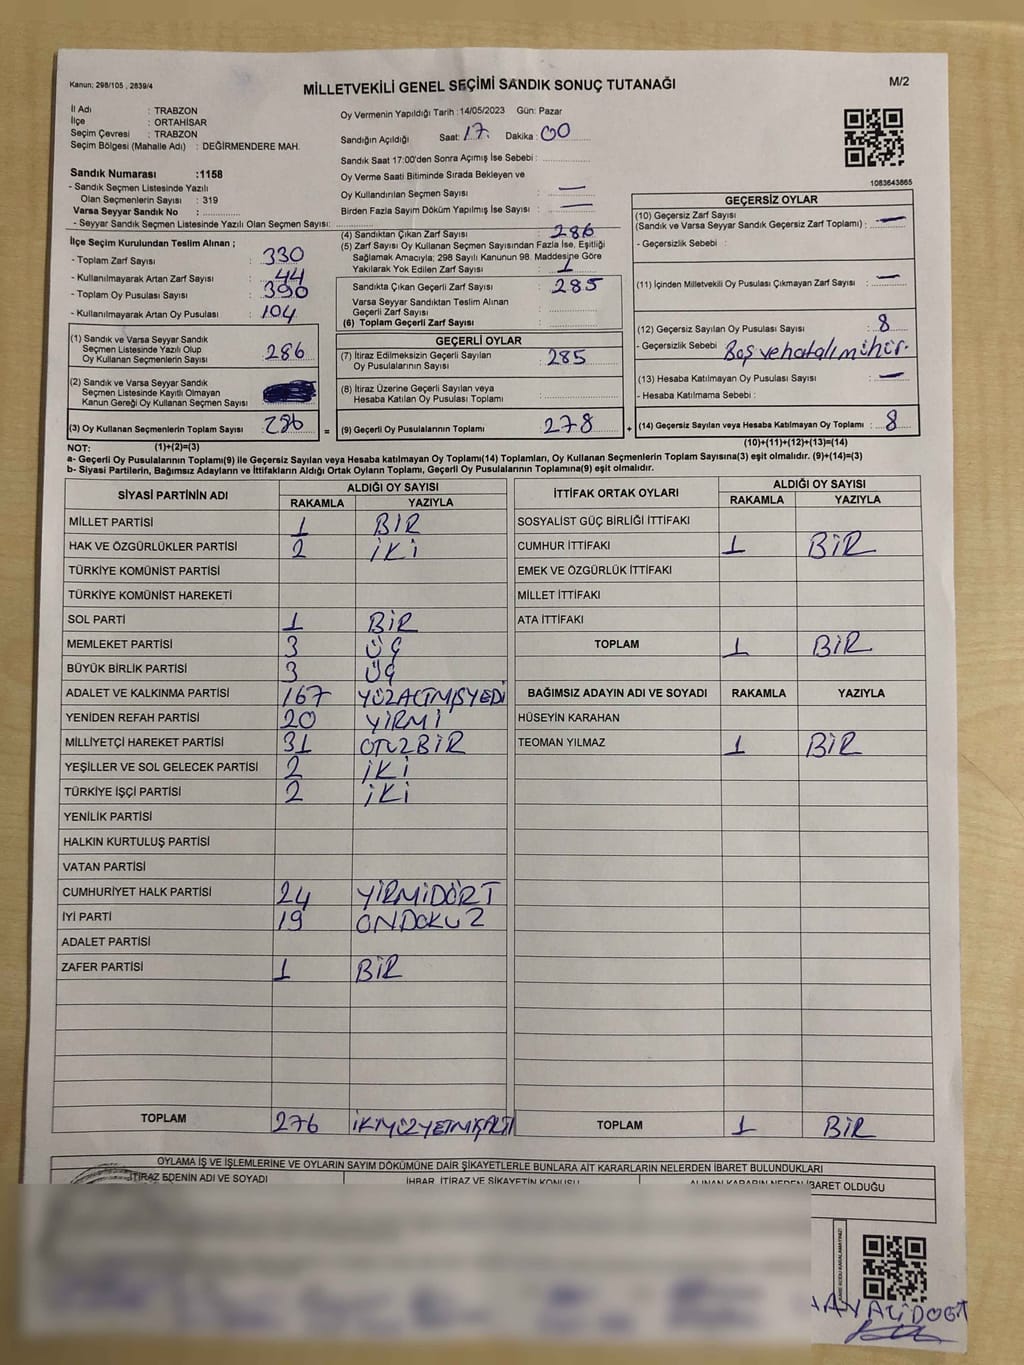 Kanun: 298/105 , 2839/4
MİLLETVEKİLİ GENEL SEÇİMİ SANDIK SONUÇ TUTANAĞI
M/2
İl Adı : TRABZON
İlçe : ORTAHİSAR
Seçim Çevresi : TRABZON
Seçim Bölgesi (Mahalle Adı) : DEĞİRMENDERE MAH.
Oy Vermenin Yapıldığı Tarih : 14/05/2023 Gün: Pazar
Sandığın Açıldığı Saat: 17. Dakika : 00
Sandık Saat 17:00'den Sonra Açımış İse Sebebi :
Oy Verme Saati Bitiminde Sırada Bekleyen ve
Oy Kullandırılan Seçmen Sayısı : —
Birden Fazla Sayım Döküm Yapılmış İse Sayısı : —
1083643865
Sandık Numarası :1158
- Sandık Seçmen Listesinde Yazılı
Olan Seçmenlerin Sayısı : 319
Varsa Seyyar Sandık No :
- Seyyar Sandık Seçmen Listesinde Yazılı Olan Seçmen Sayısı:
İlçe Seçim Kurulundan Teslim Alınan ;
- Toplam Zarf Sayısı : 330
- Kullanılmayarak Artan Zarf Sayısı : 44
- Toplam Oy Pusulası Sayısı : 390
- Kullanılmayarak Artan Oy Pusulası : 104
(4) Sandıktan Çıkan Zarf Sayısı : 286
(5) Zarf Sayısı Oy Kullanan Seçmen Sayısından Fazla İse, Eşitliği
Sağlamak Amacıyla; 298 Sayılı Kanunun 98. Maddesine Göre
Yakılarak Yok Edilen Zarf Sayısı : 1
Sandıkta Çıkan Geçerli Zarf Sayısı : 285
Varsa Seyyar Sandıktan Teslim Alınan
Geçerli Zarf Sayısı :
(6) Toplam Geçerli Zarf Sayısı :
GEÇERSİZ OYLAR
(10) Geçersiz Zarf Sayısı
(Sandık ve Varsa Seyyar Sandık Geçersiz Zarf Toplamı) : —
- Geçersizlik Sebebi :
(11) İçinden Milletvekili Oy Pusulası Çıkmayan Zarf Sayısı : —
(12) Geçersiz Sayılan Oy Pusulası Sayısı : 8
- Geçersizlik Sebebi : Boş ve hatalı mühür.
(13) Hesaba Katılmayan Oy Pusulası Sayısı : —
- Hesaba Katılmama Sebebi :
(14) Geçersiz Sayılan veya Hesaba Katılmayan Oy Toplamı : 8
(10)+(11)+(12)+(13)=(14)
(1) Sandık ve Varsa Seyyar Sandık
Seçmen Listesinde Yazılı Olup
Oy Kullanan Seçmenlerin Sayısı : 286
(2) Sandık ve Varsa Seyyar Sandık
Seçmen Listesinde Kayıtlı Olmayan
Kanun Gereği Oy Kullanan Seçmen Sayısı :
(3) Oy Kullanan Seçmenlerin Toplam Sayısı : 286 =
GEÇERLİ OYLAR
(7) İtiraz Edilmeksizin Geçerli Sayılan
Oy Pusulalarının Sayısı : 285
(8) İtiraz Üzerine Geçerli Sayılan veya
Hesaba Katılan Oy Pusulası Toplamı :
(9) Geçerli Oy Pusulalarının Toplamı : 278 +
NOT: (1)+(2)=(3)
a- Geçerli Oy Pusulalarının Toplamı(9) ile Geçersiz Sayılan veya Hesaba Katılmayan Oy Toplamı(14) Toplamları, Oy Kullanan Seçmenlerin Toplam Sayısına(3) eşit olmalıdır. (9)+(14)=(3)
b- Siyasi Partilerin, Bağımsız Adayların ve İttifakların Aldığı Ortak Oyların Toplamı, Geçerli Oy Pusulalarının Toplamına(9) eşit olmalıdır.
SİYASİ PARTİNİN ADI ALDIĞI OY SAYISI
RAKAMLA YAZIYLA
MİLLET PARTİSİ 1 BİR
HAK VE ÖZGÜRLÜKLER PARTİSİ 2 İKİ
TÜRKİYE KOMÜNİST PARTİSİ
TÜRKİYE KOMÜNİST HAREKETİ
SOL PARTİ 1 BİR
MEMLEKET PARTİSİ 3 ÜÇ
BÜYÜK BİRLİK PARTİSİ 3 ÜÇ
ADALET VE KALKINMA PARTİSİ 167 YÜZALTMIŞYEDİ
YENİDEN REFAH PARTİSİ 20 YİRMİ
MİLLİYETÇİ HAREKET PARTİSİ 31 OTUZBİR
YEŞİLLER VE SOL GELECEK PARTİSİ 2 İKİ
TÜRKİYE İŞÇİ PARTİSİ 2 İKİ
YENİLİK PARTİSİ
HALKIN KURTULUŞ PARTİSİ
VATAN PARTİSİ
CUMHURİYET HALK PARTİSİ 24 YİRMİDÖRT
İYİ PARTİ 19 ONDOKUZ
ADALET PARTİSİ
ZAFER PARTİSİ 1 BİR
TOPLAM 276 İKİYÜZYETMİŞALTI
İTTİFAK ORTAK OYLARI ALDIĞI OY SAYISI
RAKAMLA YAZIYLA
SOSYALİST GÜÇ BİRLİĞİ İTTİFAKI
CUMHUR İTTİFAKI 1 BİR
EMEK VE ÖZGÜRLÜK İTTİFAKI
MİLLET İTTİFAKI
ATA İTTİFAKI
TOPLAM 1 BİR
BAĞIMSIZ ADAYIN ADI VE SOYADI RAKAMLA YAZIYLA
HÜSEYİN KARAHAN
TEOMAN YILMAZ 1 BİR
TOPLAM 1 BİR
OYLAMA İŞ VE İŞLEMLERİNE VE OYLARIN SAYIM DÖKÜMÜNE DAİR ŞİKAYETLERLE BUNLARA AİT KARARLARIN NELERDEN İBARET BULUNDUKLARI
İTİRAZ EDENİN ADI VE SOYADI İHBAR, İTİRAZ VE ŞİKAYETİN KONUSU ALINAN KARARIN NEDEN İBARET OLDUĞU